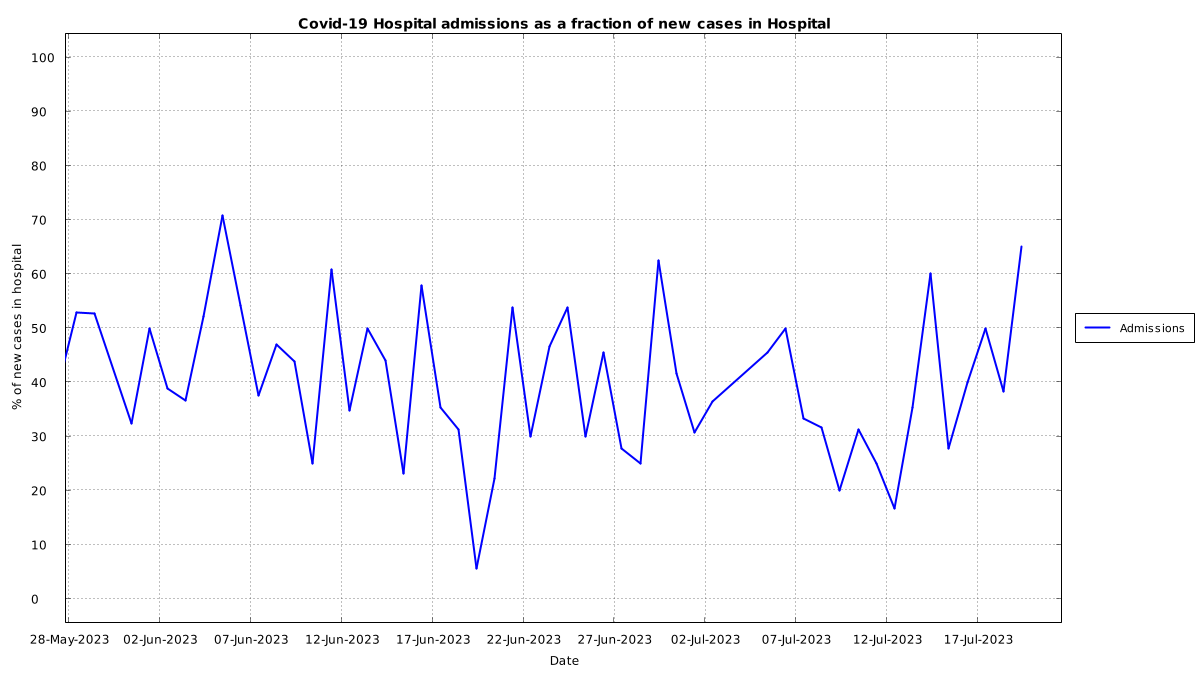 Covid-19 Hospital admissions as a fraction of new cases in Hospital
100
90
80
70
60
50
40
30
20
10
0
% of new cases in hospital
28-May-2023 02-Jun-2023 07-Jun-2023 12-Jun-2023 17-Jun-2023 22-Jun-2023 27-Jun-2023 02-Jul-2023 07-Jul-2023 12-Jul-2023 17-Jul-2023
Date
Admissions